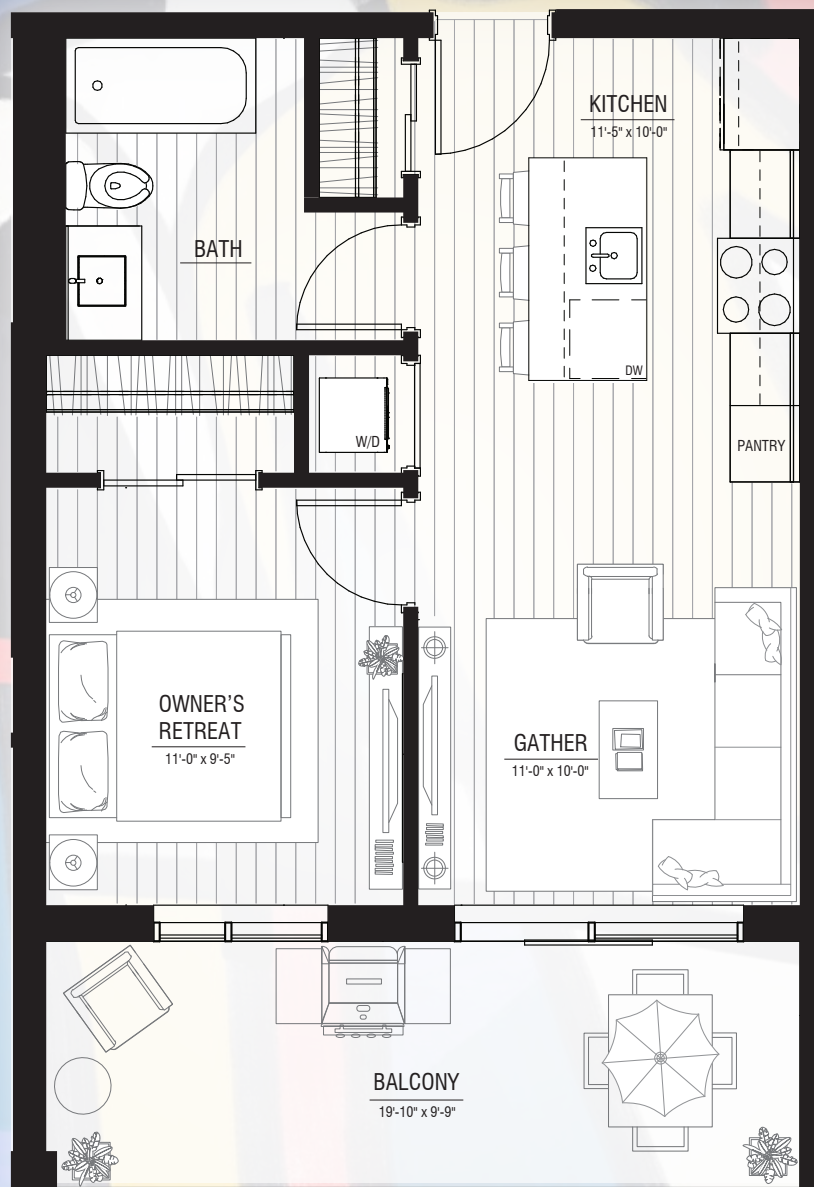 KITCHEN
11'-5" x 10'-0"
BATH
DW
W/D
PANTRY
OWNER'S
RETREAT
11'-0" x 9'-5"
GATHER
11'-0" x 10'-0"
BALCONY
19'-10" x 9'-9"